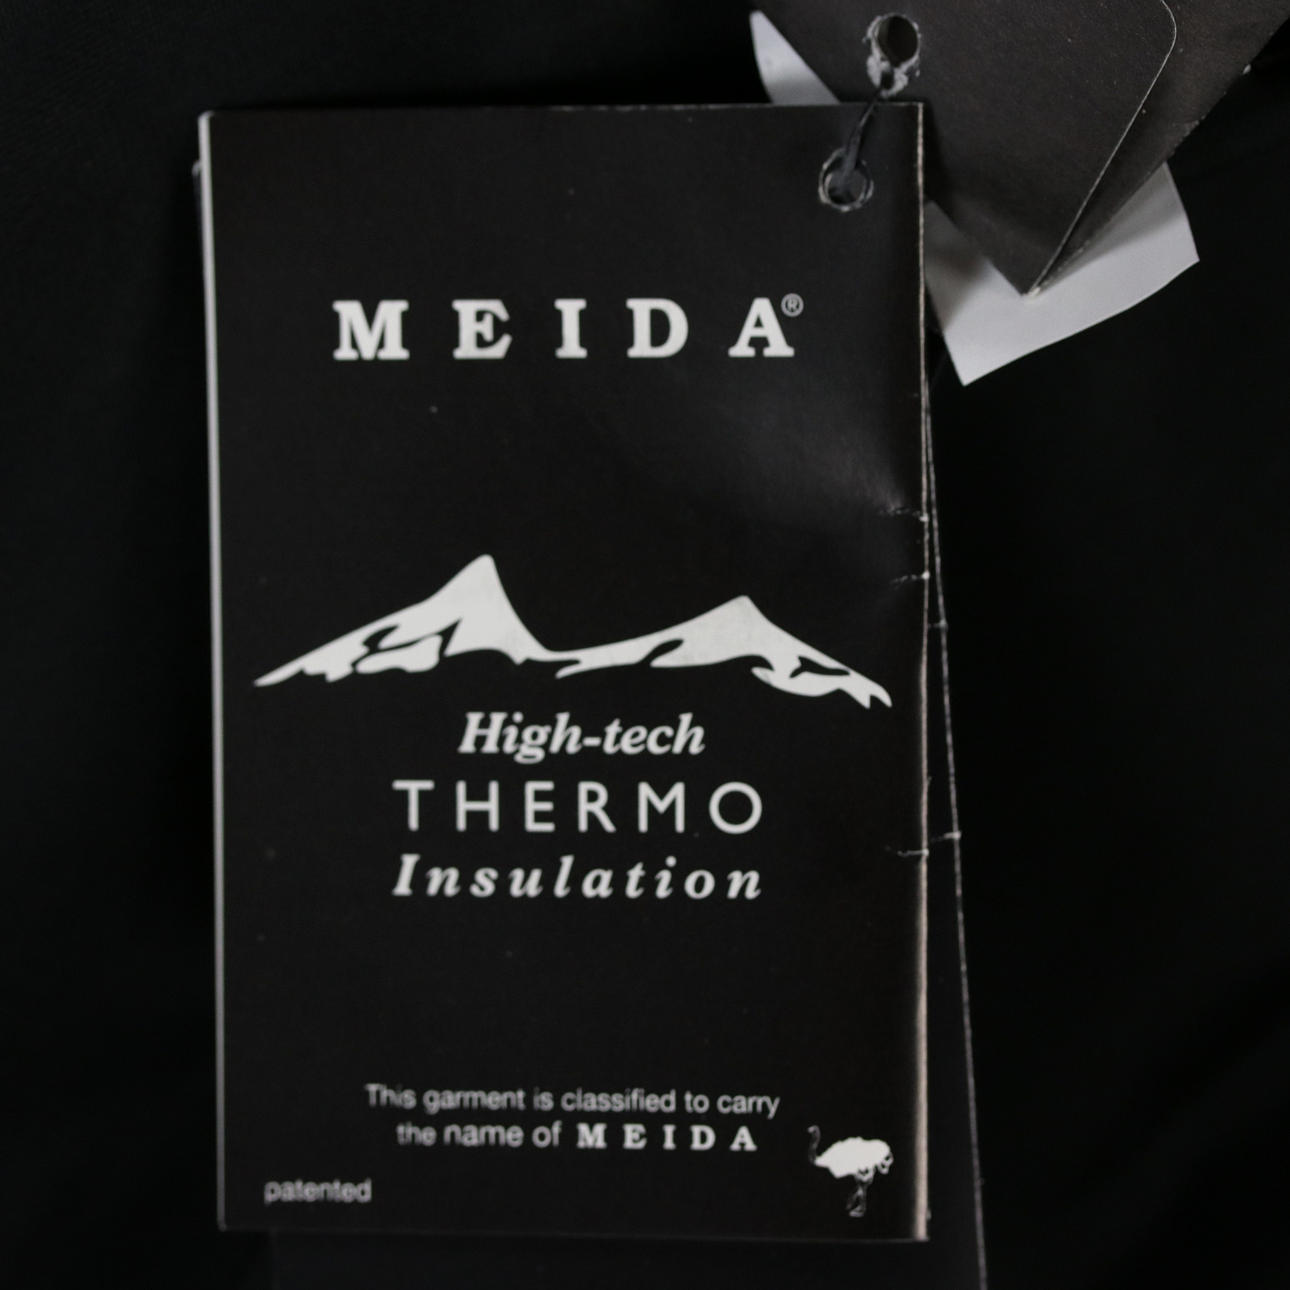 MEIDA®
High-tech
THERMO
Insulation
This garment is classified to carry
the name of MEIDA
patented